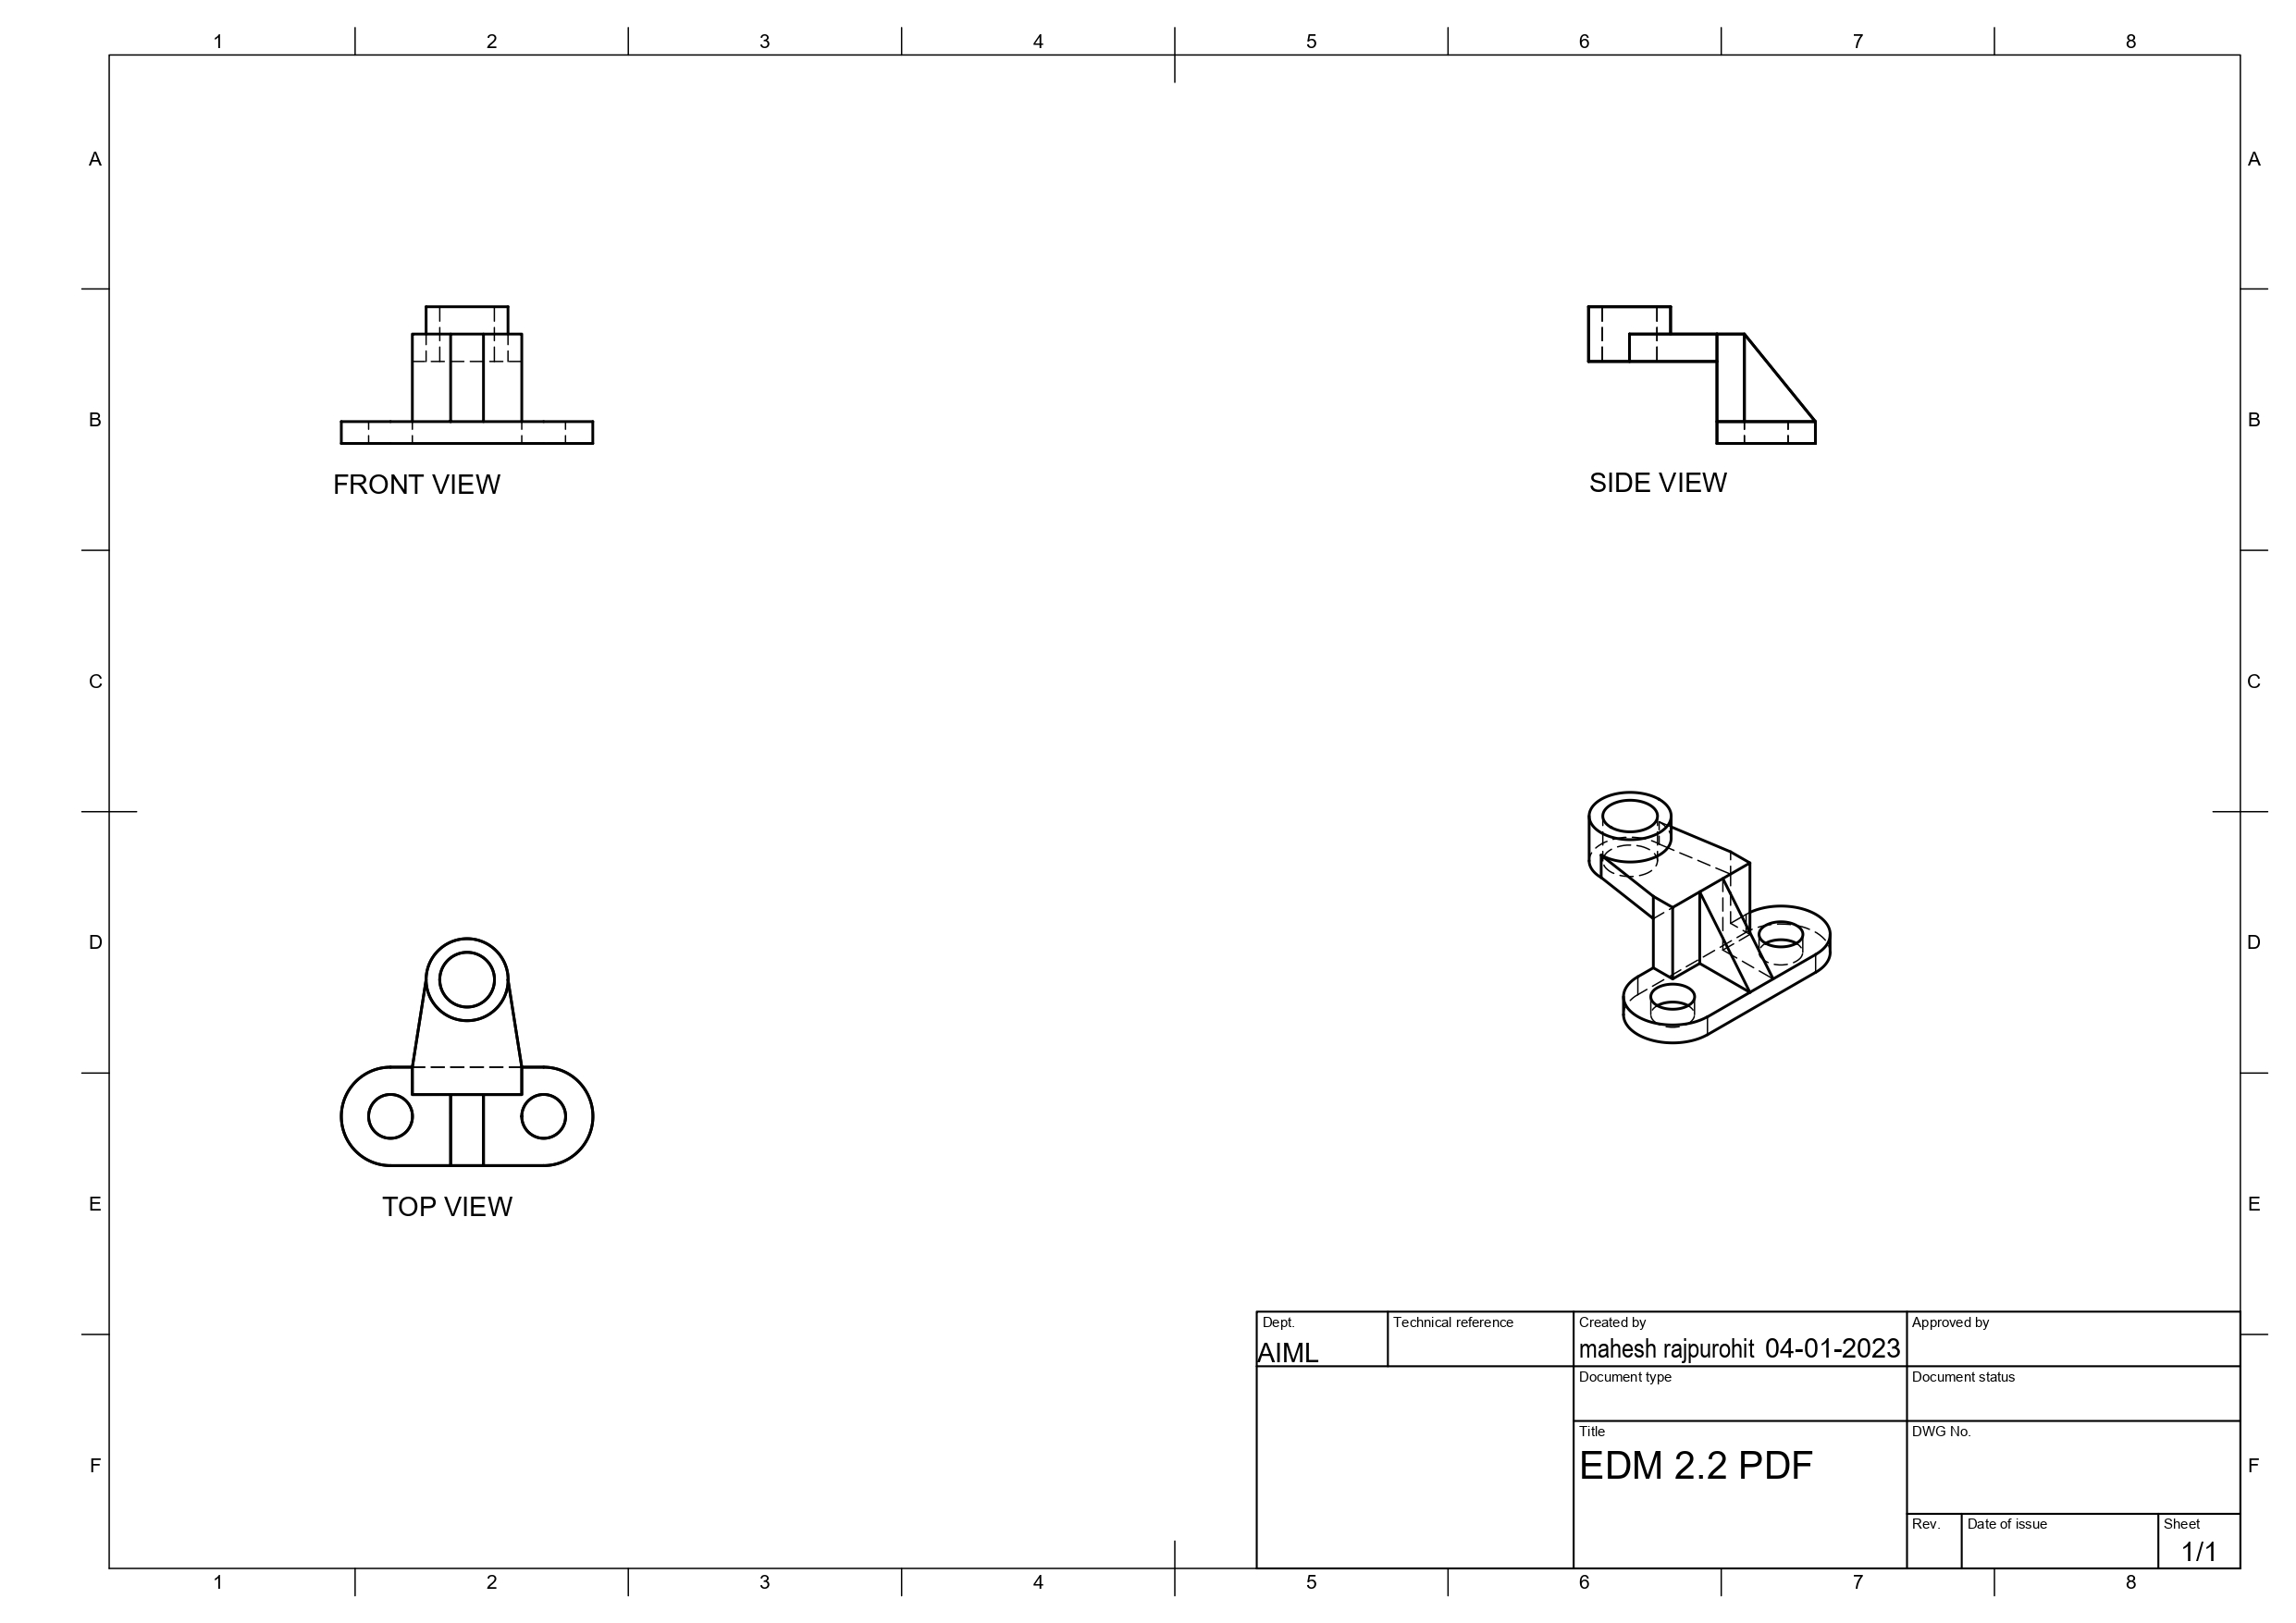 1 2 3 4 5 6 7 8
A A
B B
FRONT VIEW SIDE VIEW
C C
D D
E E
TOP VIEW
Dept. Technical reference Created by Approved by
AIML mahesh rajpurohit 04-01-2023
Document type Document status
Title DWG No.
EDM 2.2 PDF
F F
Rev. Date of issue Sheet
1/1
1 2 3 4 5 6 7 8